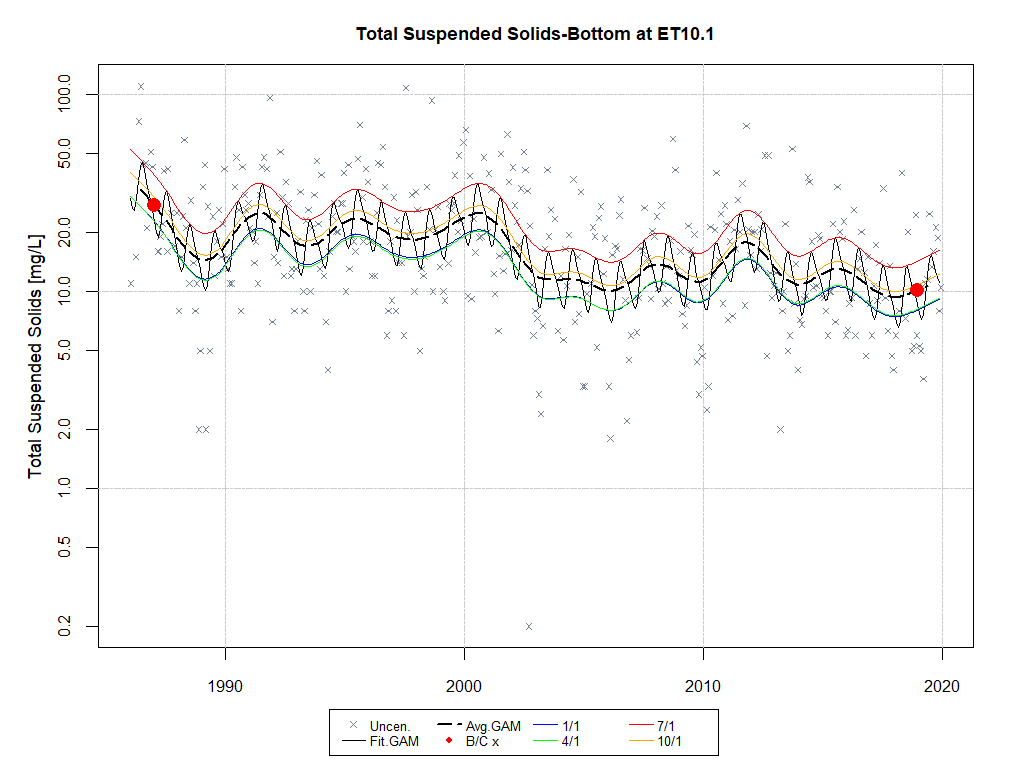 Total Suspended Solids-Bottom at ET10.1
Total Suspended Solids [mg/L]
100.0
50.0
20.0
10.0
5.0
2.0
1.0
0.5
0.2
1990 2000 2010 2020
Uncen. Avg.GAM 1/1 7/1
Fit.GAM B/C x 4/1 10/1